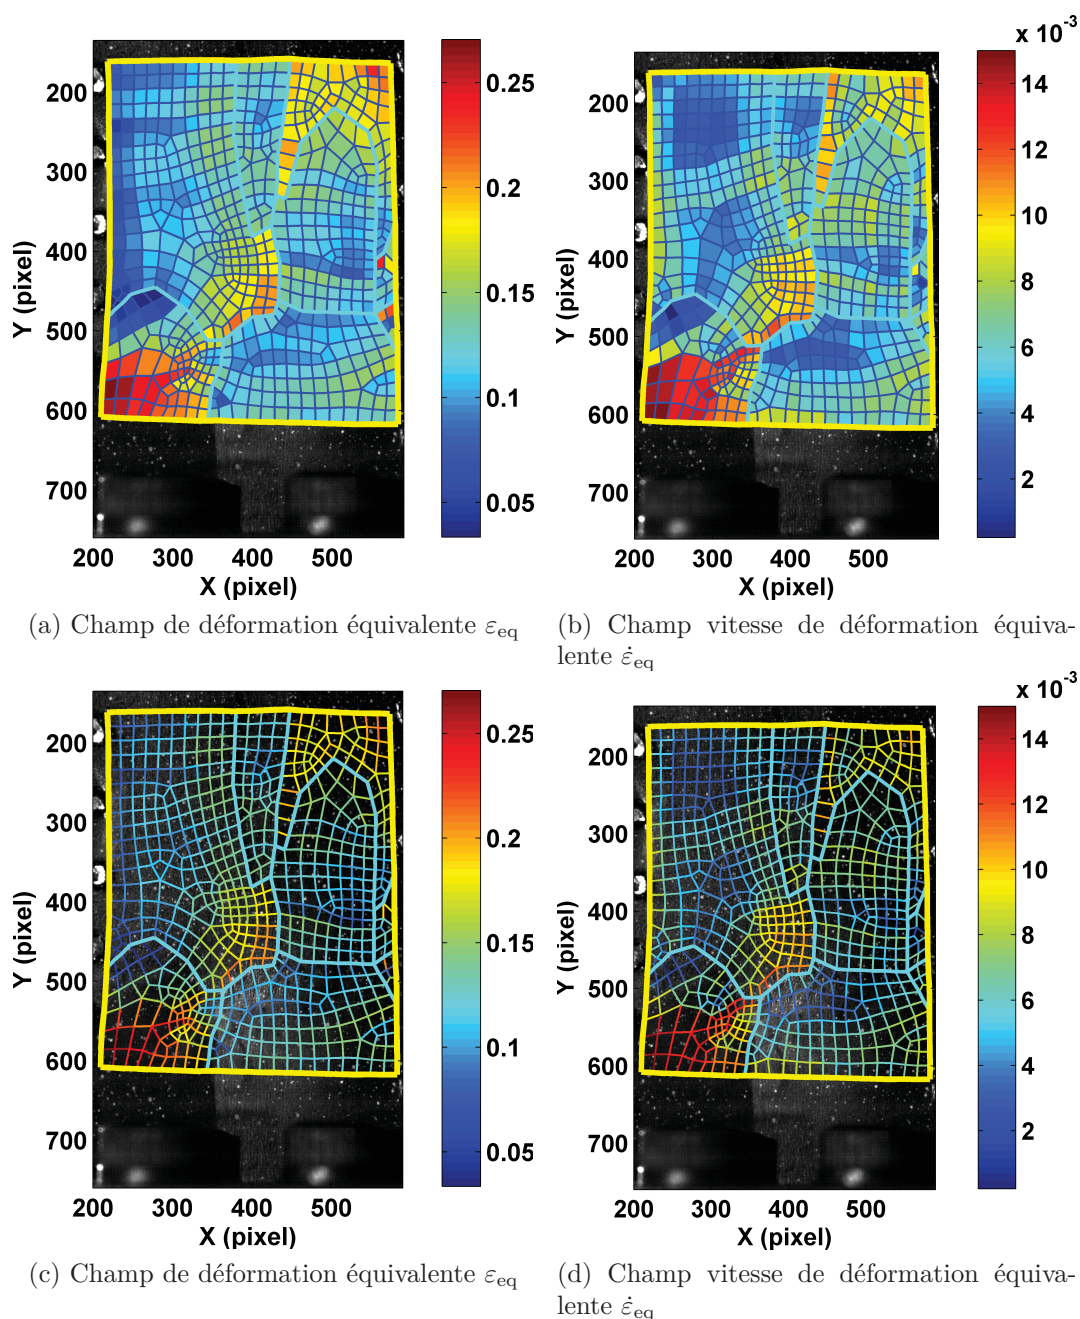 x 10⁻³
200
300
400
500
600
700
Y (pixel)
200 300 400 500
X (pixel)
0.25
0.2
0.15
0.1
0.05
200
300
400
500
600
700
Y (pixel)
200 300 400 500
X (pixel)
14
12
10
8
6
4
2
(a) Champ de déformation équivalente εeq
(b) Champ vitesse de déformation équiva-
lente ε̇eq
200
300
400
500
600
700
Y (pixel)
200 300 400 500
X (pixel)
0.25
0.2
0.15
0.1
0.05
x 10⁻³
200
300
400
500
600
700
Y (pixel)
200 300 400 500
X (pixel)
14
12
10
8
6
4
2
(c) Champ de déformation équivalente εeq
(d) Champ vitesse de déformation équiva-
lente ε̇eq